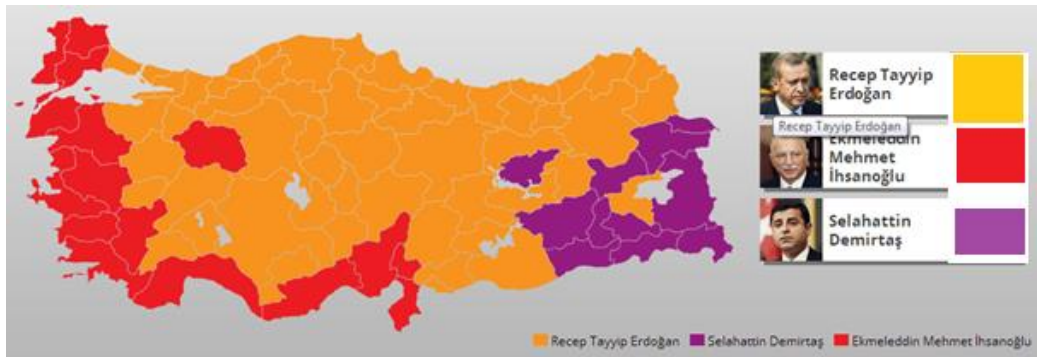 Recep Tayyip
Erdoğan
Recep Tayyip Erdoğan
Ekmeleddin
Mehmet
İhsanoğlu
Selahattin
Demirtaş
Recep Tayyip Erdoğan Selahattin Demirtaş Ekmeleddin Mehmet İhsanoğlu